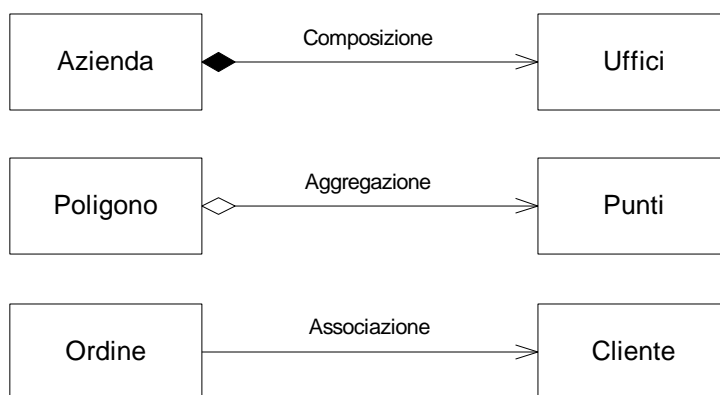 Azienda
Composizione
Uffici
Poligono
Aggregazione
Punti
Ordine
Associazione
Cliente